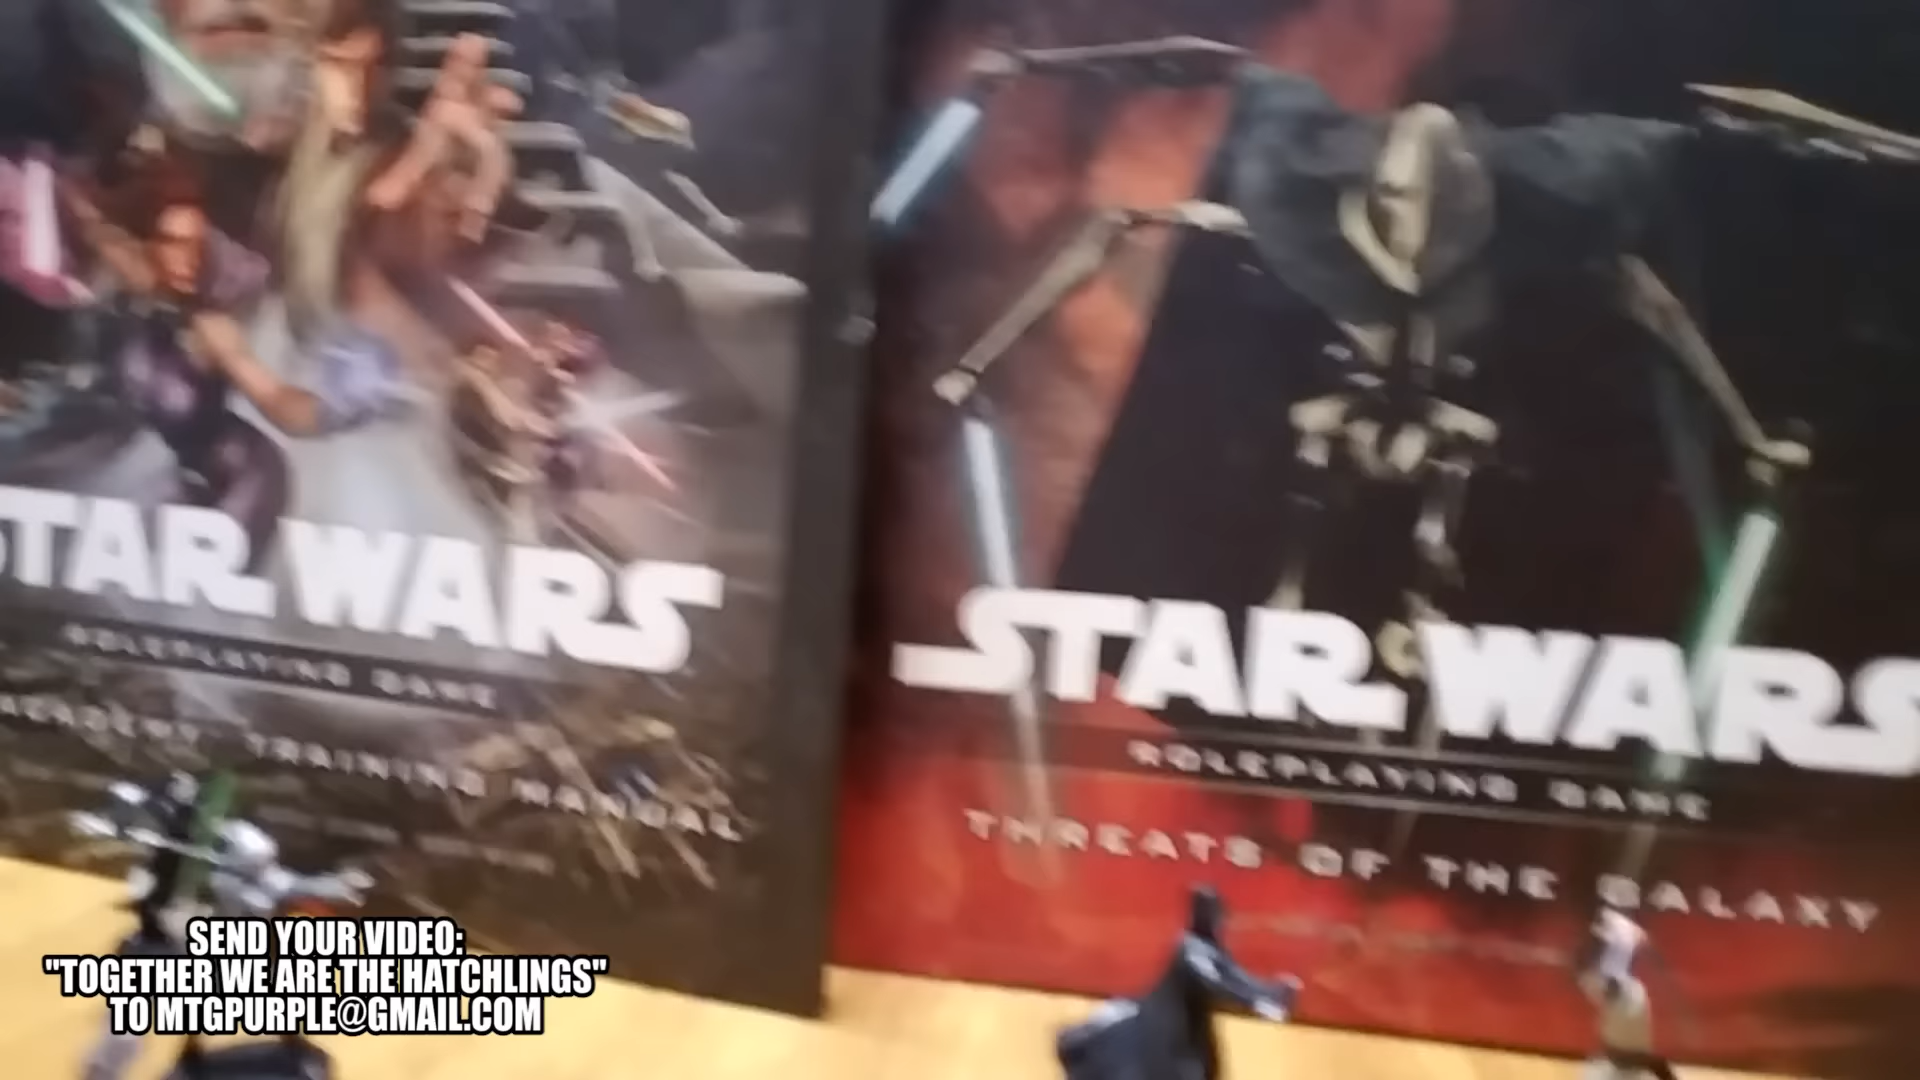 STAR WARS
ROLEPLAYING GAME
ACADEMY TRAINING MANUAL
STAR WARS
ROLEPLAYING GAME
THREATS OF THE GALAXY
SEND YOUR VIDEO:
"TOGETHER WE ARE THE HATCHLINGS"
TO MTGPURPLE@GMAIL.COM